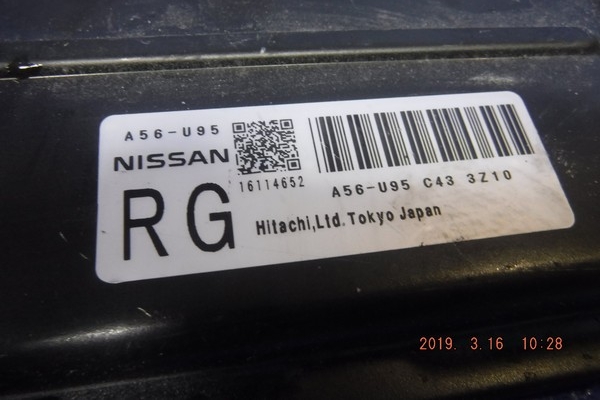 A56-U95
NISSAN
16114652
A56-U95 C43 3Z10
RG
Hitachi,Ltd.Tokyo Japan
2019. 3.16 10:28